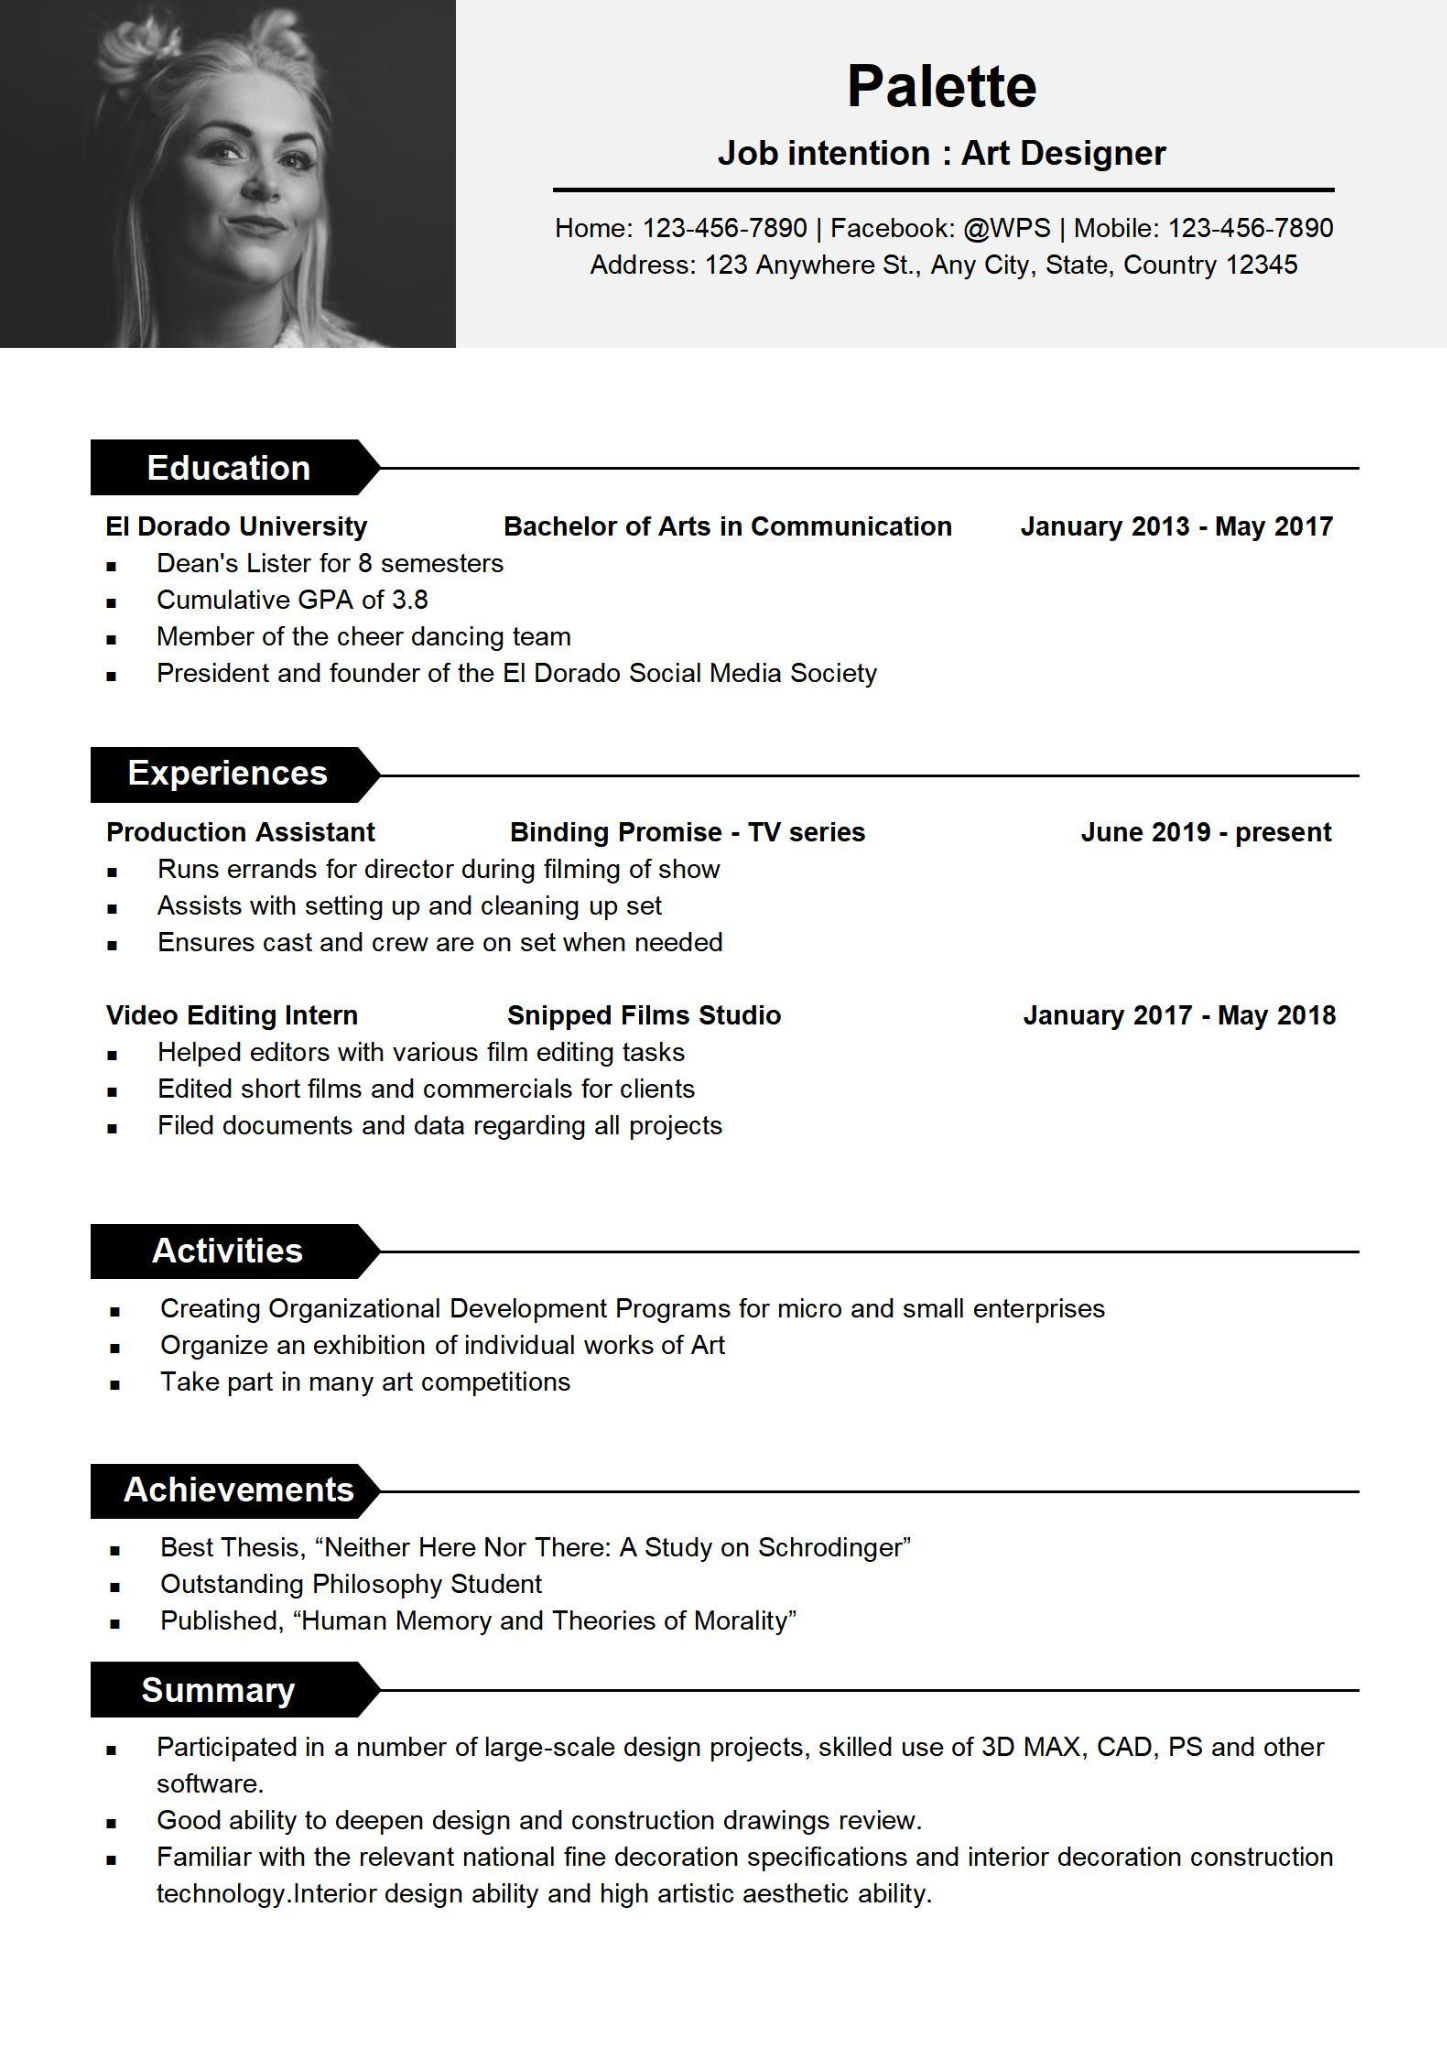 Palette
Job intention : Art Designer
Home: 123-456-7890 | Facebook: @WPS | Mobile: 123-456-7890
Address: 123 Anywhere St., Any City, State, Country 12345
Education
El Dorado University Bachelor of Arts in Communication January 2013 - May 2017
▪ Dean's Lister for 8 semesters
▪ Cumulative GPA of 3.8
▪ Member of the cheer dancing team
▪ President and founder of the El Dorado Social Media Society
Experiences
Production Assistant Binding Promise - TV series June 2019 - present
▪ Runs errands for director during filming of show
▪ Assists with setting up and cleaning up set
▪ Ensures cast and crew are on set when needed
Video Editing Intern Snipped Films Studio January 2017 - May 2018
▪ Helped editors with various film editing tasks
▪ Edited short films and commercials for clients
▪ Filed documents and data regarding all projects
Activities
▪ Creating Organizational Development Programs for micro and small enterprises
▪ Organize an exhibition of individual works of Art
▪ Take part in many art competitions
Achievements
▪ Best Thesis, “Neither Here Nor There: A Study on Schrodinger”
▪ Outstanding Philosophy Student
▪ Published, “Human Memory and Theories of Morality”
Summary
▪ Participated in a number of large-scale design projects, skilled use of 3D MAX, CAD, PS and other
software.
▪ Good ability to deepen design and construction drawings review.
▪ Familiar with the relevant national fine decoration specifications and interior decoration construction
technology.Interior design ability and high artistic aesthetic ability.